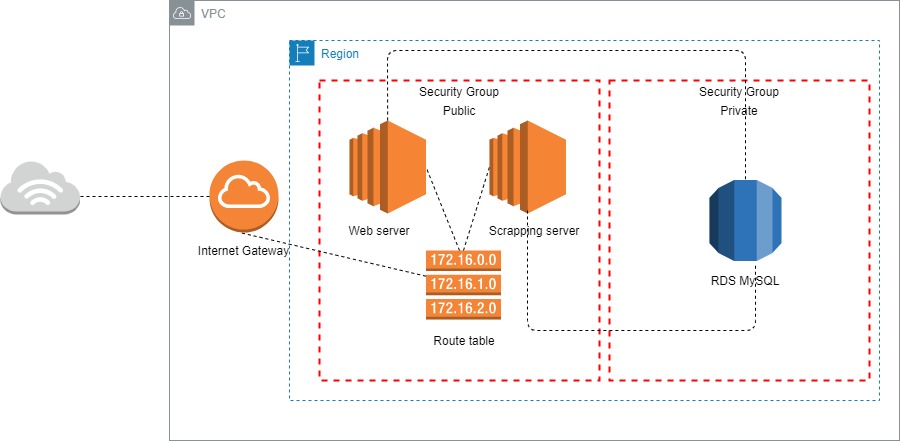 VPC
Region
Security Group
Public
Security Group
Private
Web server
Scrapping server
Internet Gateway
172.16.0.0
172.16.1.0
172.16.2.0
RDS MySQL
Route table